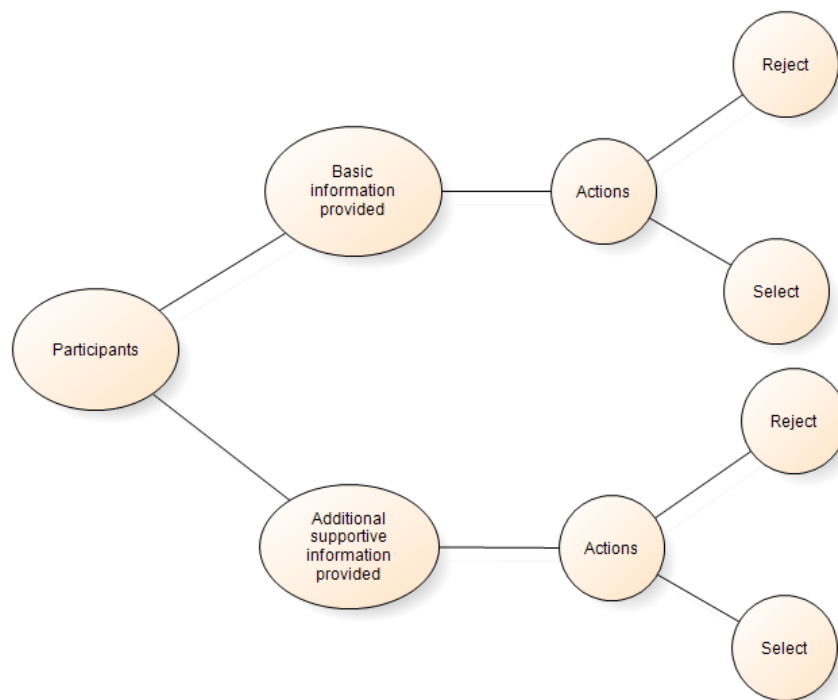 Reject
Basic
information
provided
Actions
Select
Participants
Reject
Additional
supportive
information
provided
Actions
Select